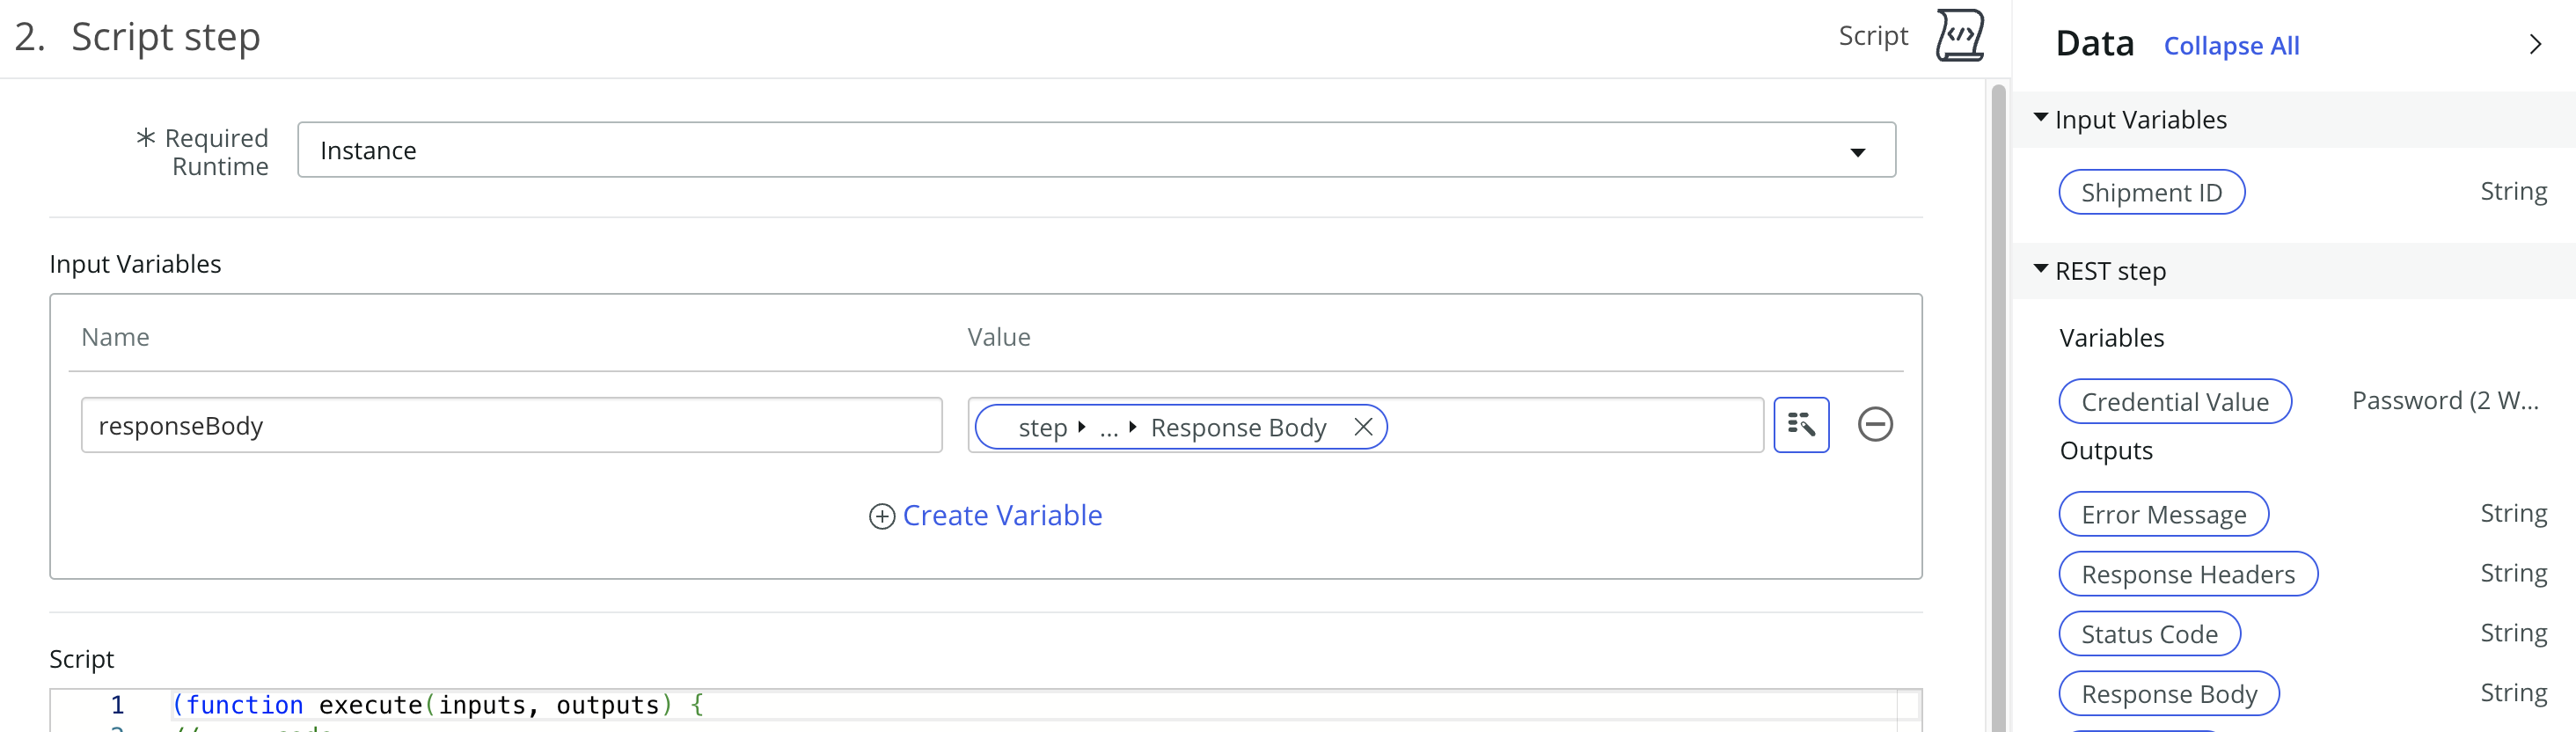 2. Script step
Script
* Required
Runtime
Instance
Input Variables
Name Value
responseBody
step ... Response Body
Create Variable
Script
1 (function execute(inputs, outputs) {
Data Collapse All
Input Variables
Shipment ID String
REST step
Variables
Credential Value Password (2 W...
Outputs
Error Message String
Response Headers String
Status Code String
Response Body String